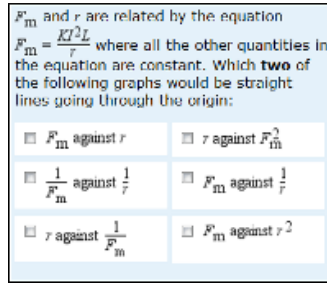 Fm and r are related by the equation
Fm = KI²L/r where all the other quantities in
the equation are constant. Which two of
the following graphs would be straight
lines going through the origin:
Fm against r
r against Fm²
1/Fm against 1/r
Fm against 1/r
r against 1/Fm
Fm against r²